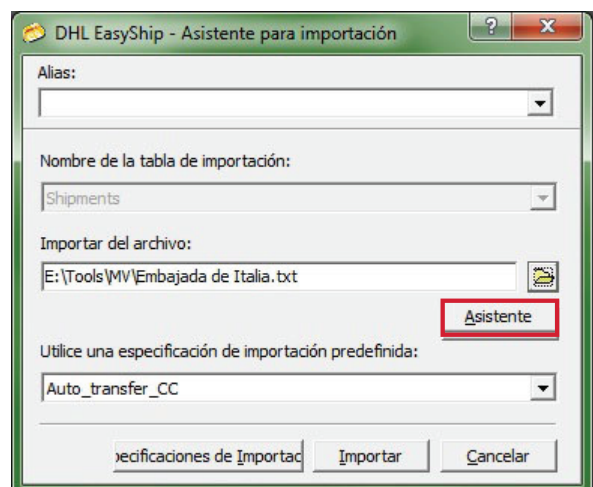 DHL EasyShip - Asistente para importación
Alias:
Nombre de la tabla de importación:
Shipments
Importar del archivo:
E:\Tools\MV\Embajada de Italia.txt
Asistente
Utilice una especificación de importación predefinida:
Auto_transfer_CC
pecificaciones de Importac Importar Cancelar